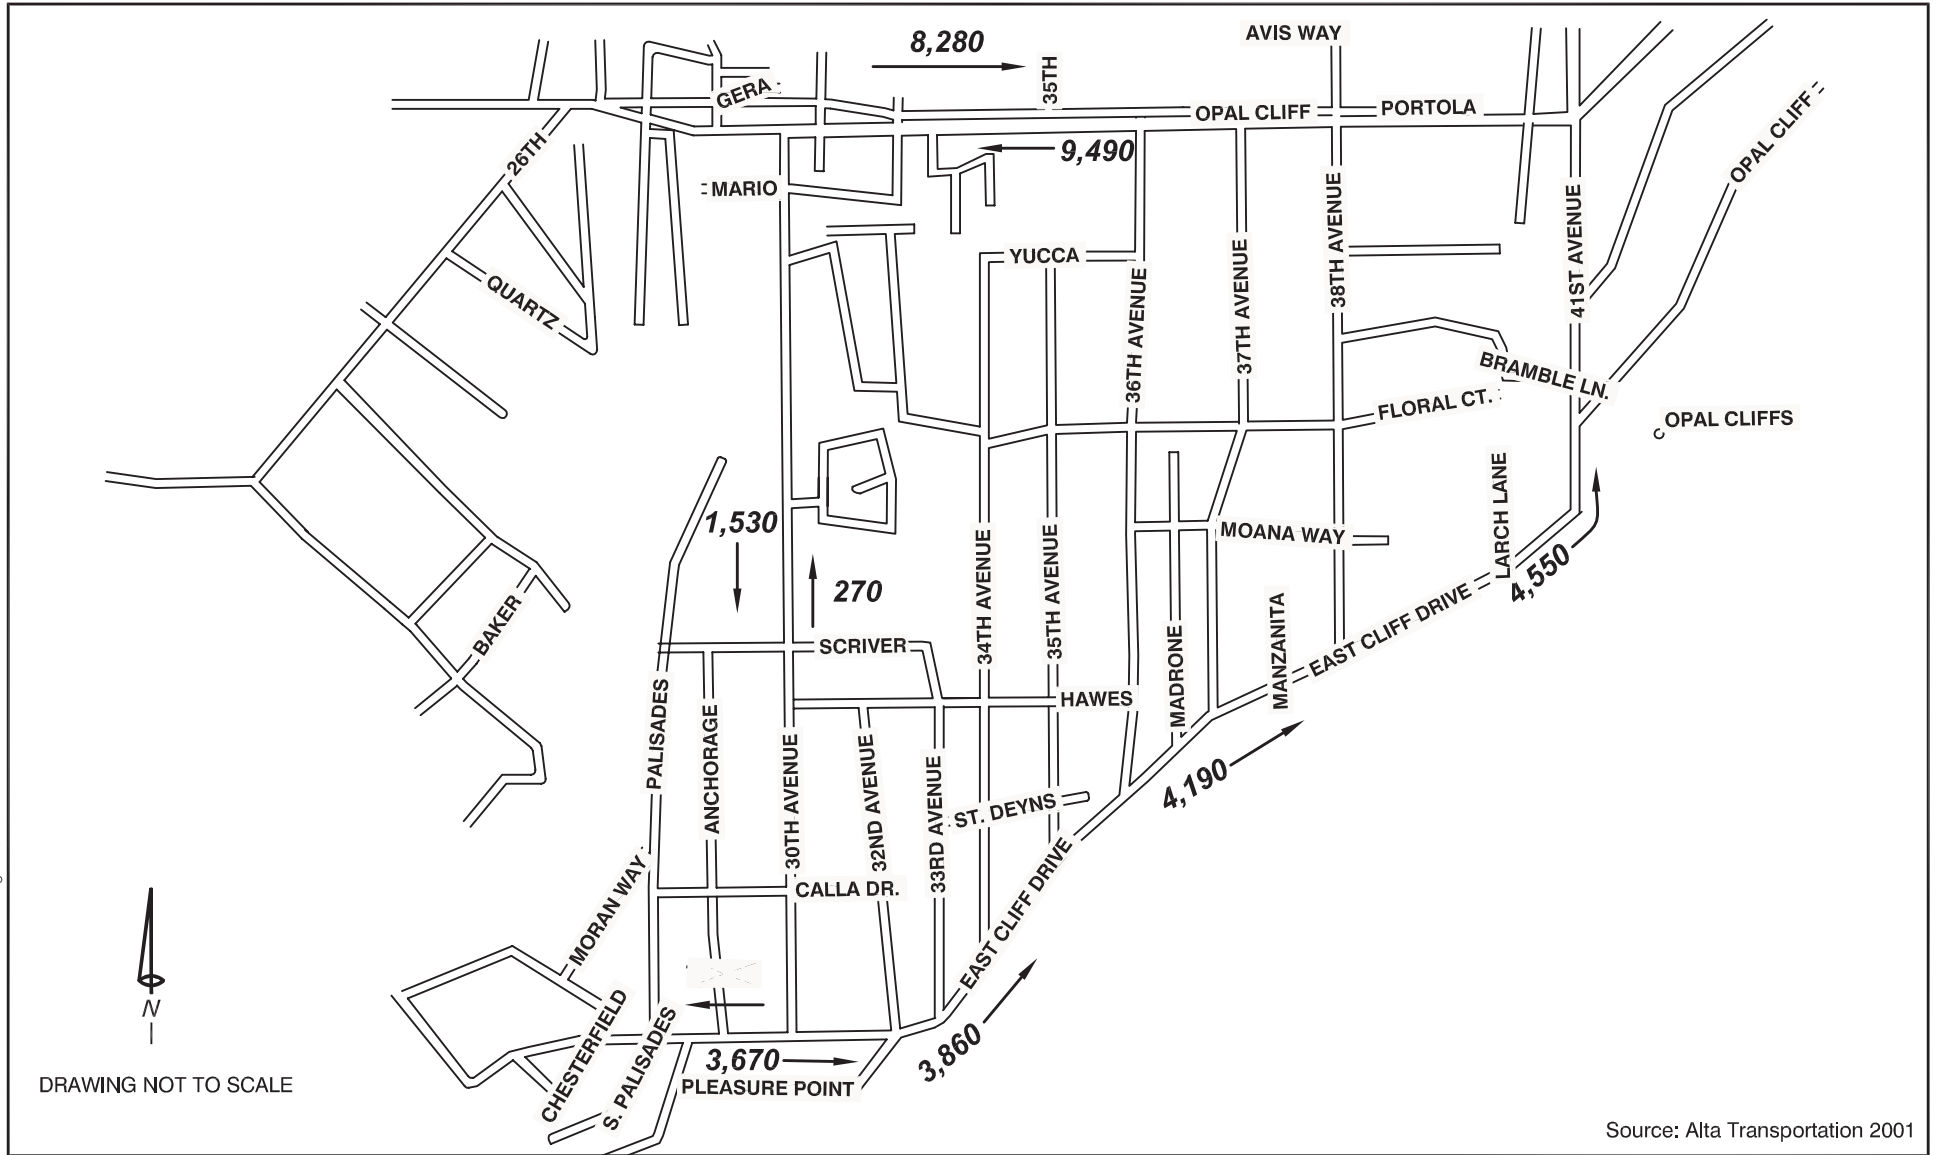 AVIS WAY
8,280
35TH
GERA
OPAL CLIFF
PORTOLA
OPAL CLIFF
26TH
9,490
MARIO
YUCCA
QUARTZ
36TH AVENUE
37TH AVENUE
38TH AVENUE
41ST AVENUE
BRAMBLE LN.
FLORAL CT.
OPAL CLIFFS
LARCH LANE
1,530
MOANA WAY
270
34TH AVENUE
35TH AVENUE
4,550
BAKER
SCRIVER
MADRONE
MANZANITA
EAST CLIFF DRIVE
PALISADES
ANCHORAGE
HAWES
30TH AVENUE
32ND AVENUE
33RD AVENUE
ST. DEYNS
4,190
MORAN WAY
CALLA DR.
EAST CLIFF DRIVE
N
CHESTERFIELD
S. PALISADES
3,670
3,860
PLEASURE POINT
DRAWING NOT TO SCALE
Source: Alta Transportation 2001